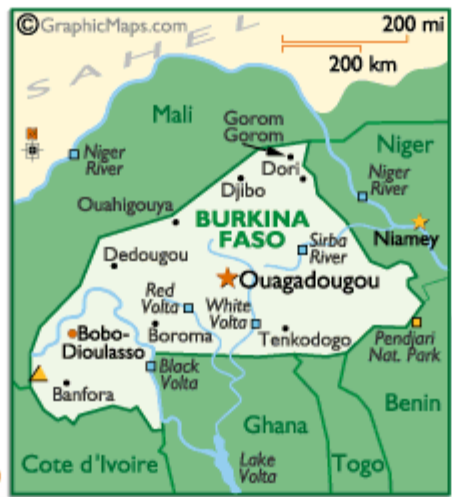 ©GraphicMaps.com
200 mi
200 km
SAHEL
Mali
Gorom
Gorom
Niger
Niger
River
Dori
Niger
River
Djibo
Ouahigouya
BURKINA
FASO
Sirba
River
Niamey
Dedougou
Ouagadougou
Red
Volta
White
Volta
Bobo-
Dioulasso
Boroma
Tenkodogo
Pendjari
Nat. Park
Black
Volta
Banfora
Benin
Ghana
Cote d'Ivoire
Lake
Volta
Togo